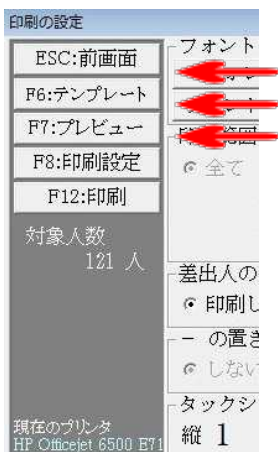 印刷の設定
ESC:前画面
F6:テンプレート
F7:プレビュー
F8:印刷設定
F12:印刷
対象人数
121 人
現在のプリンタ
HP Officejet 6500 E71
フォント
全て
差出人の
印刷し
－ の置き
しない
タックシ
縦 1